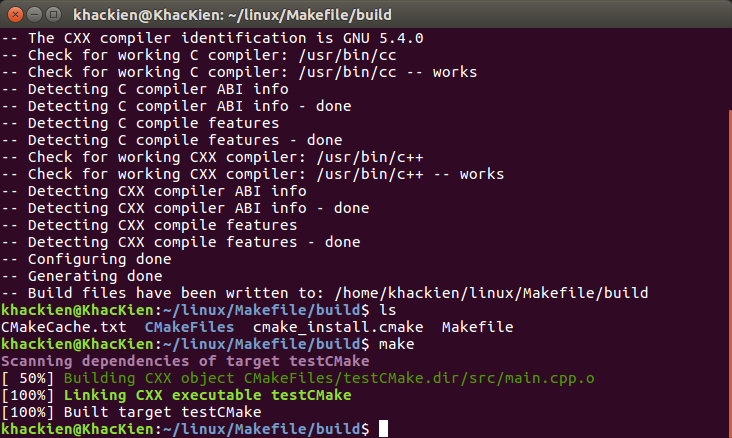 khackien@KhacKien: ~/linux/Makefile/build
-- The CXX compiler identification is GNU 5.4.0
-- Check for working C compiler: /usr/bin/cc
-- Check for working C compiler: /usr/bin/cc -- works
-- Detecting C compiler ABI info
-- Detecting C compiler ABI info - done
-- Detecting C compile features
-- Detecting C compile features - done
-- Check for working CXX compiler: /usr/bin/c++
-- Check for working CXX compiler: /usr/bin/c++ -- works
-- Detecting CXX compiler ABI info
-- Detecting CXX compiler ABI info - done
-- Detecting CXX compile features
-- Detecting CXX compile features - done
-- Configuring done
-- Generating done
-- Build files have been written to: /home/khackien/linux/Makefile/build
khackien@KhacKien:~/linux/Makefile/build$ ls
CMakeCache.txt  CMakeFiles  cmake_install.cmake  Makefile
khackien@KhacKien:~/linux/Makefile/build$ make
Scanning dependencies of target testCMake
[ 50%] Building CXX object CMakeFiles/testCMake.dir/src/main.cpp.o
[100%] Linking CXX executable testCMake
[100%] Built target testCMake
khackien@KhacKien:~/linux/Makefile/build$